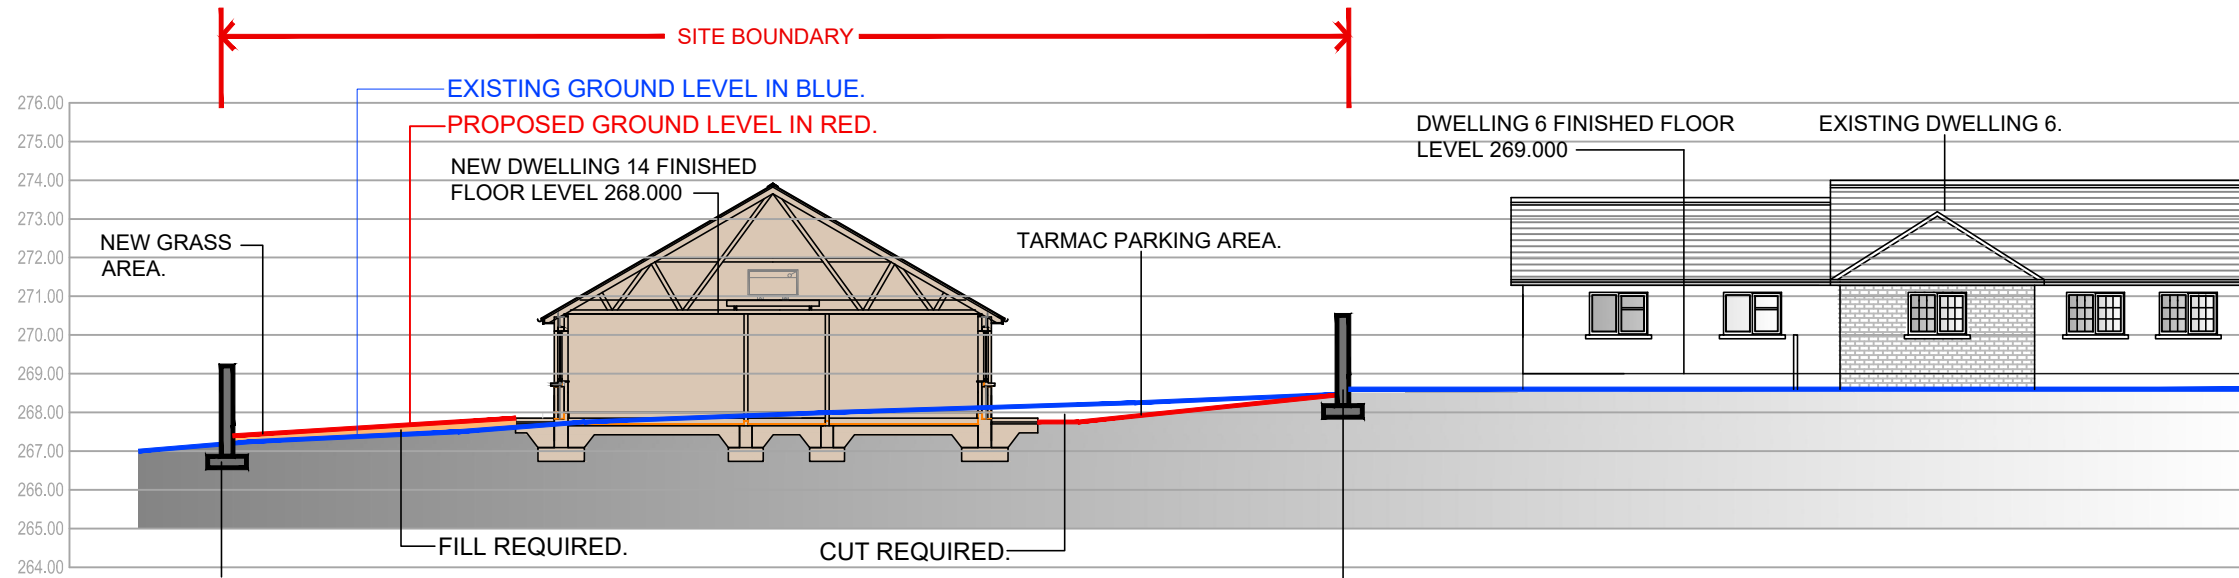 SITE BOUNDARY
EXISTING GROUND LEVEL IN BLUE.
PROPOSED GROUND LEVEL IN RED.
NEW DWELLING 14 FINISHED
FLOOR LEVEL 268.000
DWELLING 6 FINISHED FLOOR
LEVEL 269.000
EXISTING DWELLING 6.
NEW GRASS
AREA.
TARMAC PARKING AREA.
FILL REQUIRED.
CUT REQUIRED.
276.00
275.00
274.00
273.00
272.00
271.00
270.00
269.00
268.00
267.00
266.00
265.00
264.00